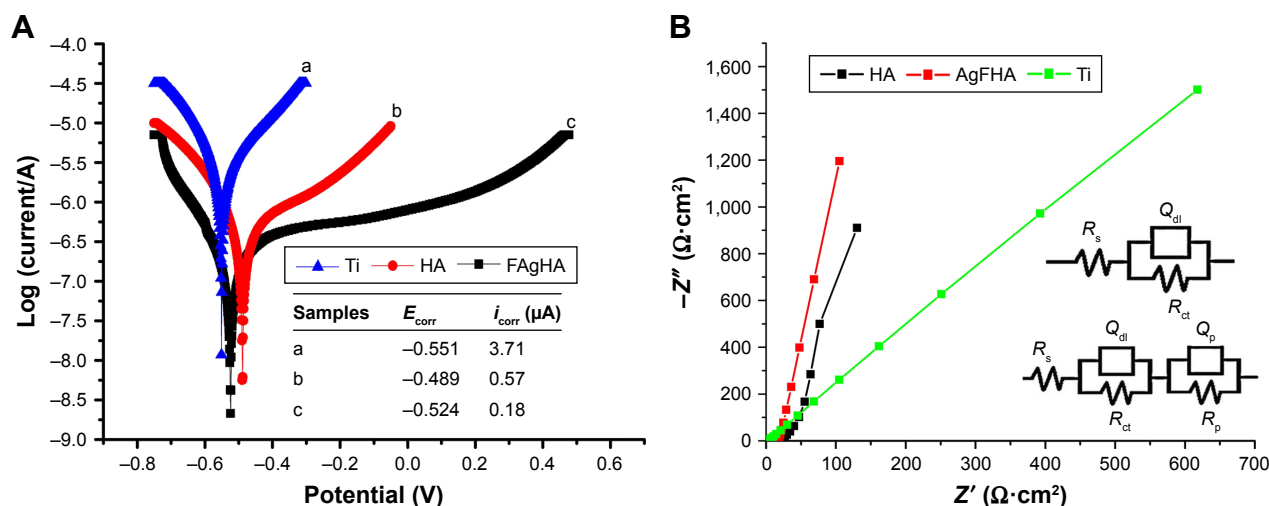 A
Log (current/A)
−4.0
−4.5
−5.0
−5.5
−6.0
−6.5
−7.0
−7.5
−8.0
−8.5
−9.0
a
b
c
Ti HA FAgHA
Samples Ecorr icorr (µA)
a −0.551 3.71
b −0.489 0.57
c −0.524 0.18
−0.8 −0.6 −0.4 −0.2 0.0 0.2 0.4 0.6
Potential (V)
B
−Z″ (Ω·cm²)
1,600
1,400
1,200
1,000
800
600
400
200
0
HA AgFHA Ti
Rs Qdl
Rct
Rs Qdl Qp
Rct Rp
0 100 200 300 400 500 600 700
Z′ (Ω·cm²)